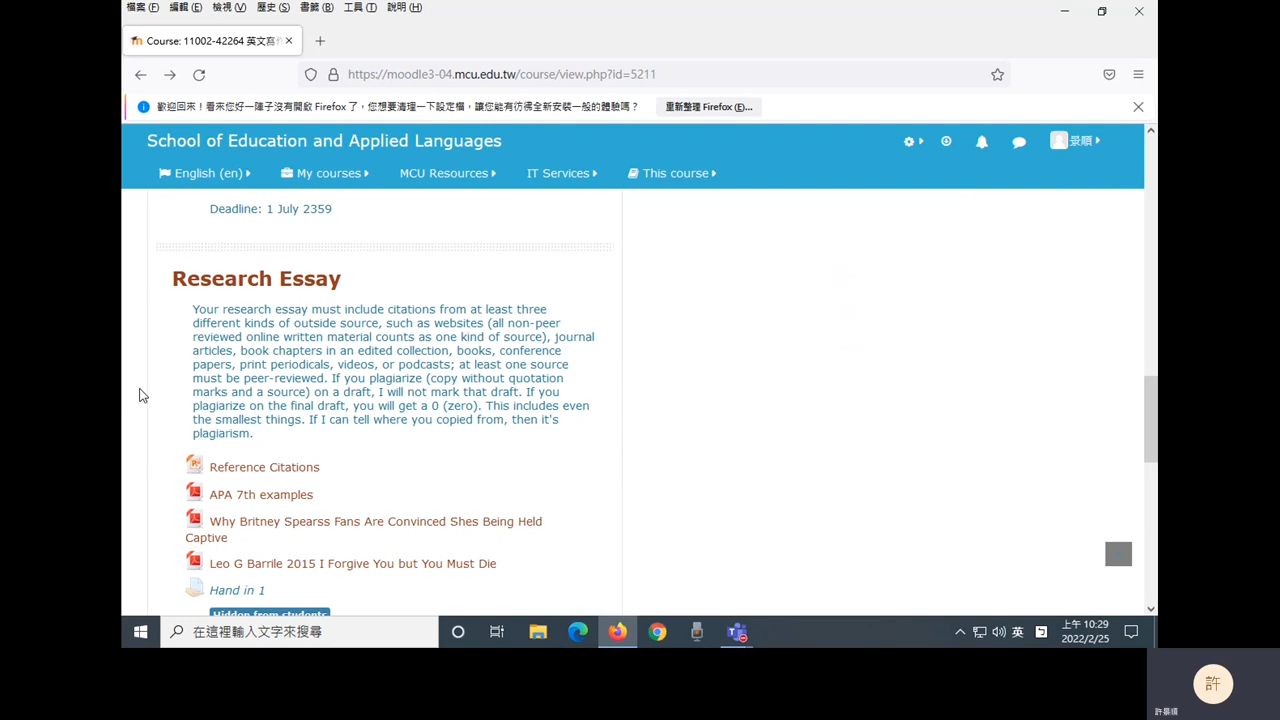 檔案 (F) 編輯 (E) 檢視 (V) 歷史 (S) 書籤 (B) 工具 (T) 說明 (H)
Course: 11002-42264 英文寫
https://moodle3-04.mcu.edu.tw/course/view.php?id=5211
歡迎回來！看來您好一陣子沒有開啟 Firefox 了，您想要清理一下設定檔，讓您能有彷彿全新安裝一般的體驗嗎？ 重新整理 Firefox (E)...
School of Education and Applied Languages
景順
English (en) My courses MCU Resources IT Services This course
Deadline: 1 July 2359
Research Essay
Your research essay must include citations from at least three
different kinds of outside source, such as websites (all non-peer
reviewed online written material counts as one kind of source), journal
articles, book chapters in an edited collection, books, conference
papers, print periodicals, videos, or podcasts; at least one source
must be peer-reviewed. If you plagiarize (copy without quotation
marks and a source) on a draft, I will not mark that draft. If you
plagiarize on the final draft, you will get a 0 (zero). This includes even
the smallest things. If I can tell where you copied from, then it's
plagiarism.
Reference Citations
APA 7th examples
Why Britney Spearss Fans Are Convinced Shes Being Held
Captive
Leo G Barrile 2015 I Forgive You but You Must Die
Hand in 1
Hidden from students
在這裡輸入文字來搜尋
英
上午 10:29
2022/2/25
許
許景順